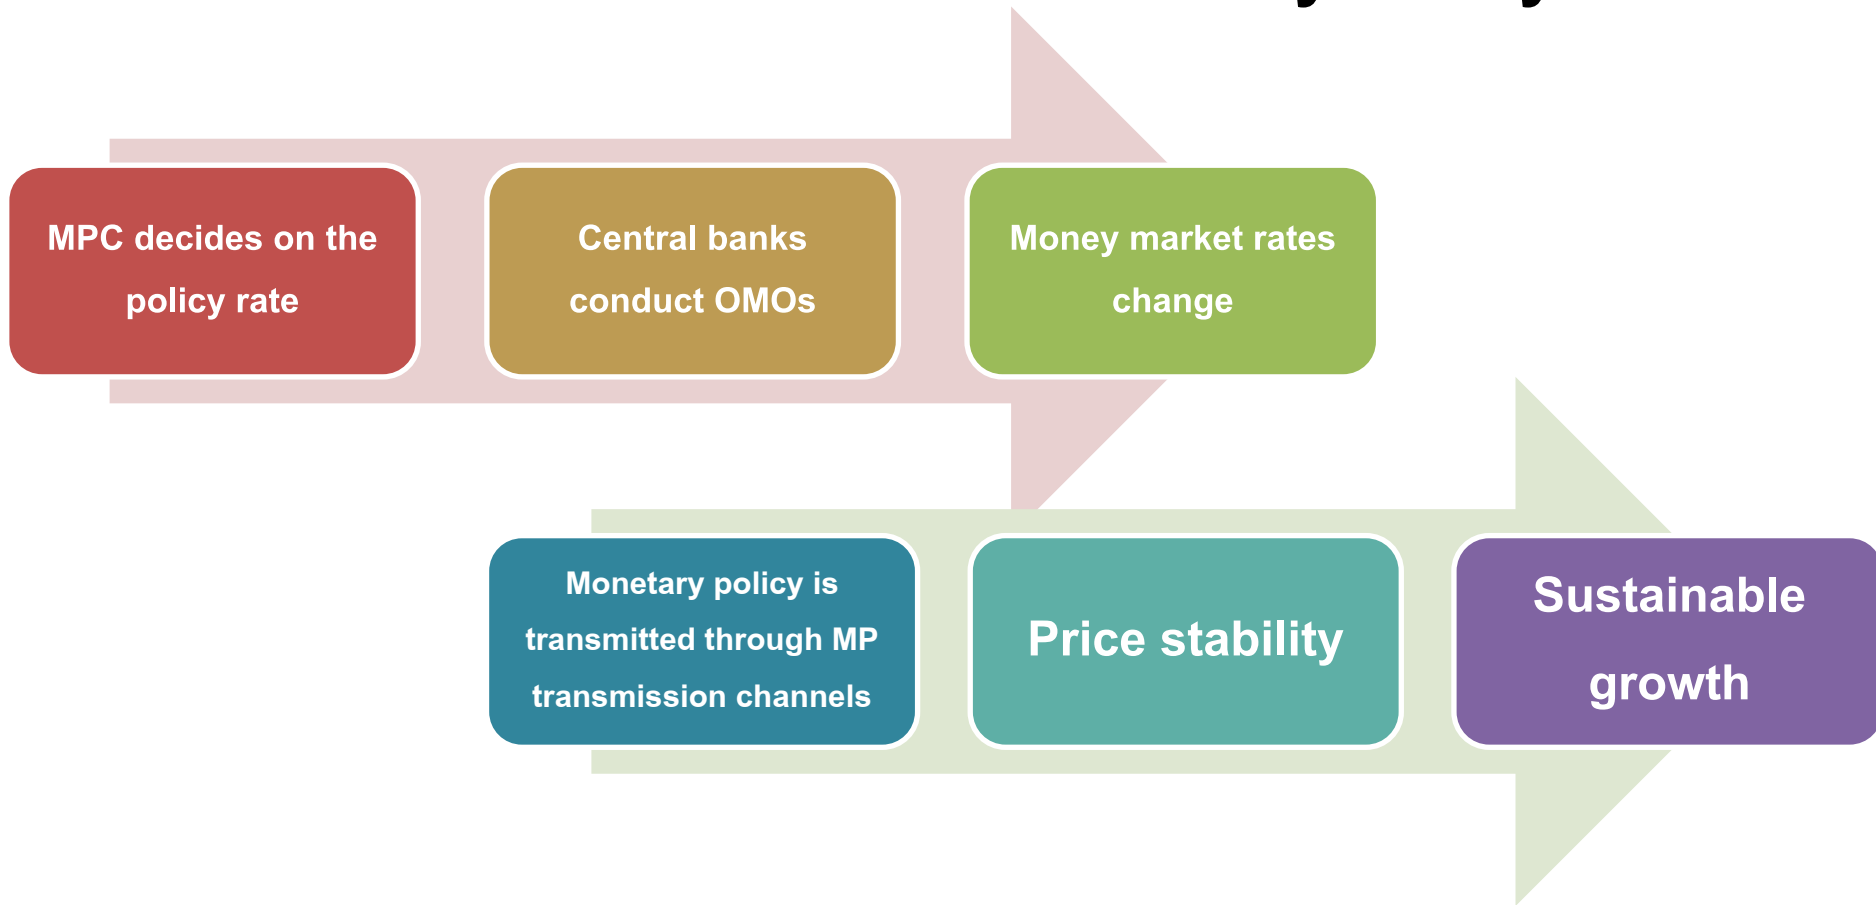 MPC decides on the
policy rate
Central banks
conduct OMOs
Money market rates
change
Monetary policy is
transmitted through MP
transmission channels
Price stability
Sustainable
growth